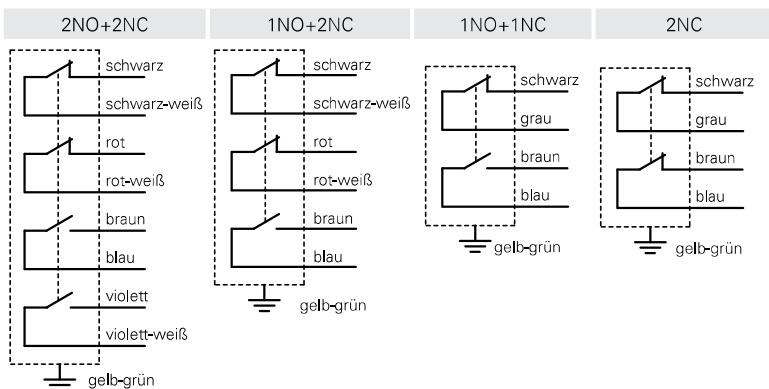 2NO+2NC
schwarz
schwarz-weiß
rot
rot-weiß
braun
blau
violett
violett-weiß
gelb-grün
1NO+2NC
schwarz
schwarz-weiß
rot
rot-weiß
braun
blau
gelb-grün
1NO+1NC
schwarz
grau
braun
blau
gelb-grün
2NC
schwarz
grau
braun
blau
gelb-grün